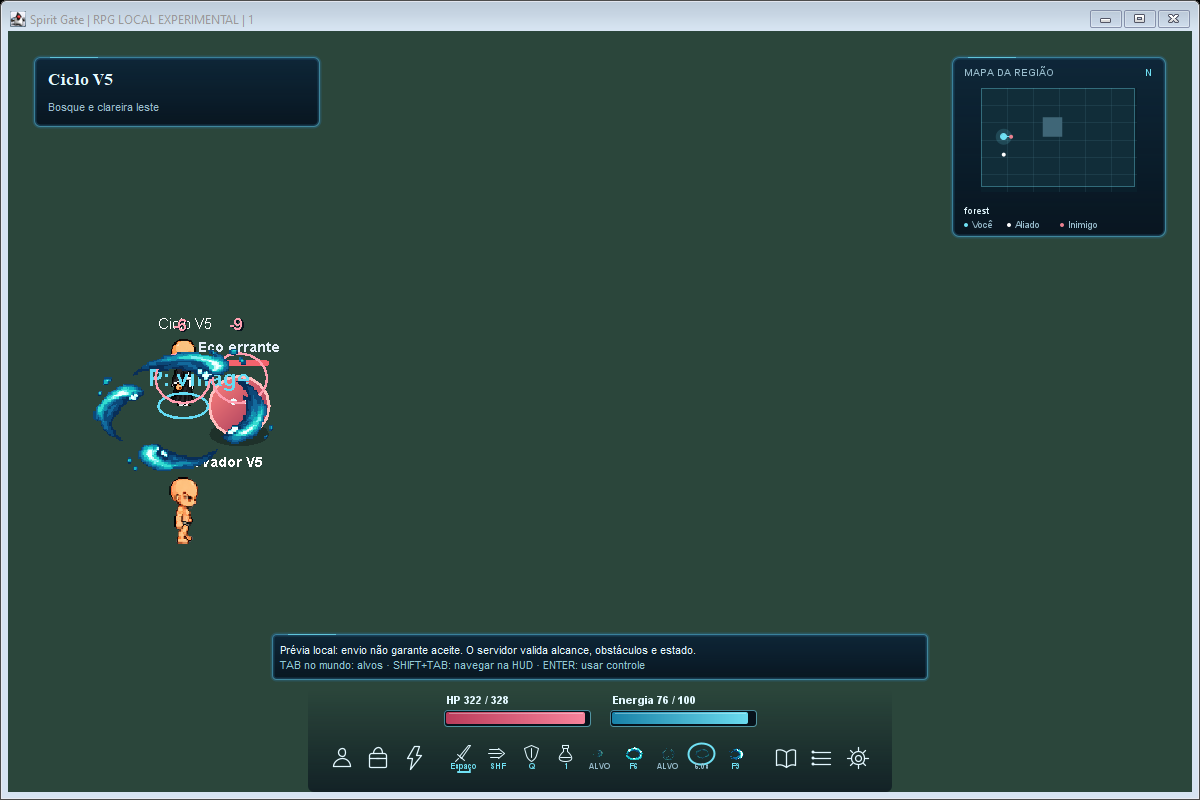 Spirit Gate | RPG LOCAL EXPERIMENTAL | 1
Ciclo V5
Bosque e clareira leste
MAPA DA REGIÃO
N
forest
Você
Aliado
Inimigo
Ciclo V5
-6
-9
Eco errante
vador V5
Prévia local: envio não garante aceite. O servidor valida alcance, obstáculos e estado.
TAB no mundo: alvos · SHIFT+TAB: navegar na HUD · ENTER: usar controle
HP 322 / 328
Energia 76 / 100
Espaço
SHF
Q
1
ALVO
F6
ALVO
F9